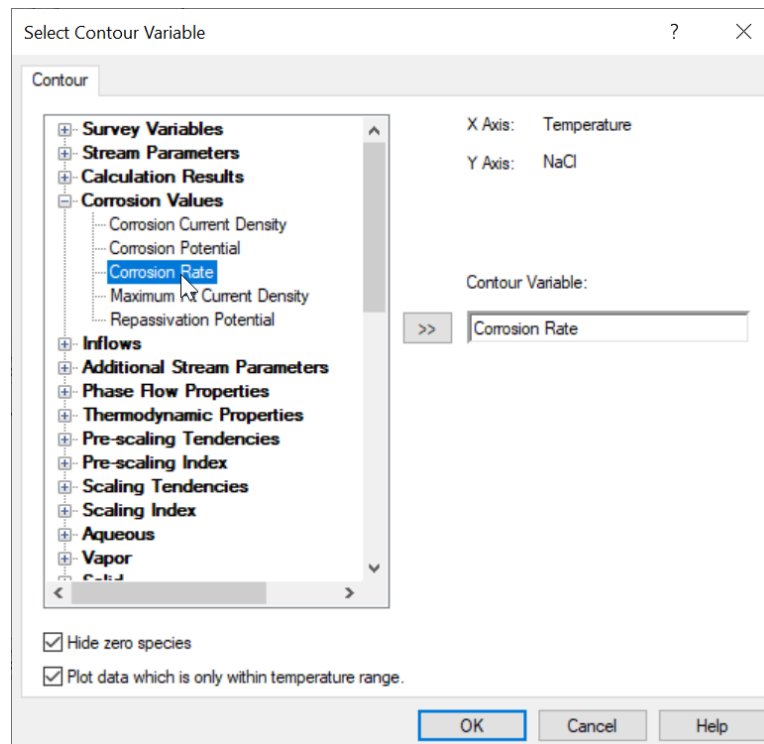 Select Contour Variable
?
Contour
Survey Variables
Stream Parameters
Calculation Results
Corrosion Values
Corrosion Current Density
Corrosion Potential
Corrosion Rate
Maximum Current Density
Repassivation Potential
Inflows
Additional Stream Parameters
Phase Flow Properties
Thermodynamic Properties
Pre-scaling Tendencies
Pre-scaling Index
Scaling Tendencies
Scaling Index
Aqueous
Vapor
Solid
X Axis: Temperature
Y Axis: NaCl
Contour Variable:
>> Corrosion Rate
Hide zero species
Plot data which is only within temperature range.
OK Cancel Help